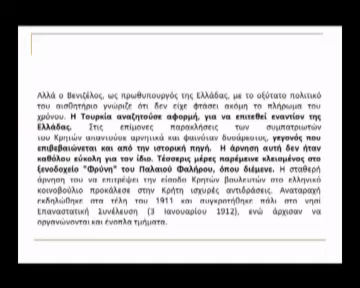 Αλλά ο Βενιζέλος, ως πρωθυπουργός της Ελλάδας, με το οξύτατο πολιτικό
του αισθητήριο γνώριζε ότι δεν είχε φτάσει ακόμη το πλήρωμα του
χρόνου. Η Τουρκία αναζητούσε αφορμή, για να επιτεθεί εναντίον της
Ελλάδας. Στις επίμονες παρακλήσεις των συμπατριωτών
του Κρητών απαντούσε αρνητικά και φαινόταν δυσάρεστος, γεγονός που
επιβεβαιώνεται και από την ιστορική πηγή. Η άρνηση αυτή δεν ήταν
καθόλου εύκολη για τον ίδιο. Τέσσερις μέρες παρέμεινε κλεισμένος στο
ξενοδοχείο "Φρύνη" του Παλαιού Φαλήρου, όπου διέμενε. Η σταθερή
άρνηση του να επιτρέψει την είσοδο Κρητών βουλευτών στο ελληνικό
κοινοβούλιο προκάλεσε στην Κρήτη ισχυρές αντιδράσεις. Αναταραχή
εκδηλώθηκε στα τέλη του 1911 και συγκροτήθηκε πάλι στο νησί
Επαναστατική Συνέλευση (3 Ιανουαρίου 1912), ενώ άρχισαν να
οργανώνονται και ένοπλα τμήματα.